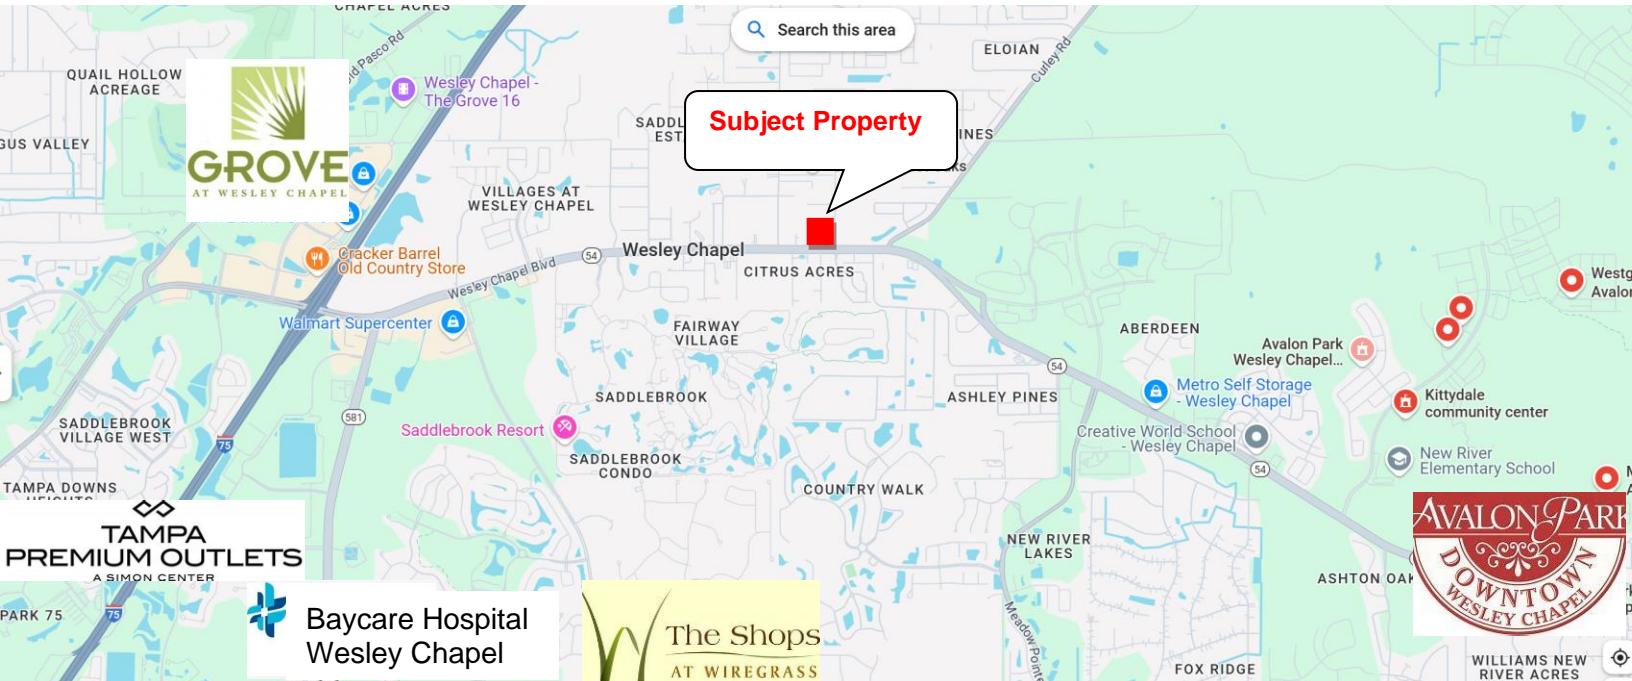 CHAPEL ACRES
Search this area
ELOIAN
Curley Rd
Pasco Rd
QUAIL HOLLOW
ACREAGE
Wesley Chapel -
The Grove 16
GROVE
AT WESLEY CHAPEL
Subject Property
GUS VALLEY
VILLAGES AT
WESLEY CHAPEL
Cracker Barrel
Old Country Store
54
Wesley Chapel
Wesley Chapel Blvd
CITRUS ACRES
Walmart Supercenter
FAIRWAY
VILLAGE
ABERDEEN
Avalon Park
Wesley Chapel...
54
SADDLEBROOK
ASHLEY PINES
Metro Self Storage
- Wesley Chapel
Kittydale
community center
SADDLEBROOK
VILLAGE WEST
581
75
Saddlebrook Resort
Creative World School
- Wesley Chapel
54
New River
Elementary School
SADDLEBROOK
CONDO
COUNTRY WALK
TAMPA DOWNS
TAMPA
PREMIUM OUTLETS
A SIMON CENTER
NEW RIVER
LAKES
ASHTON OAK
AVALON PARK
DOWNTOWN
WESLEY CHAPEL
PARK 75
75
Baycare Hospital
Wesley Chapel
The Shops
AT WIREGRASS
Meadow Pointe
FOX RIDGE
WILLIAMS NEW
RIVER ACRES